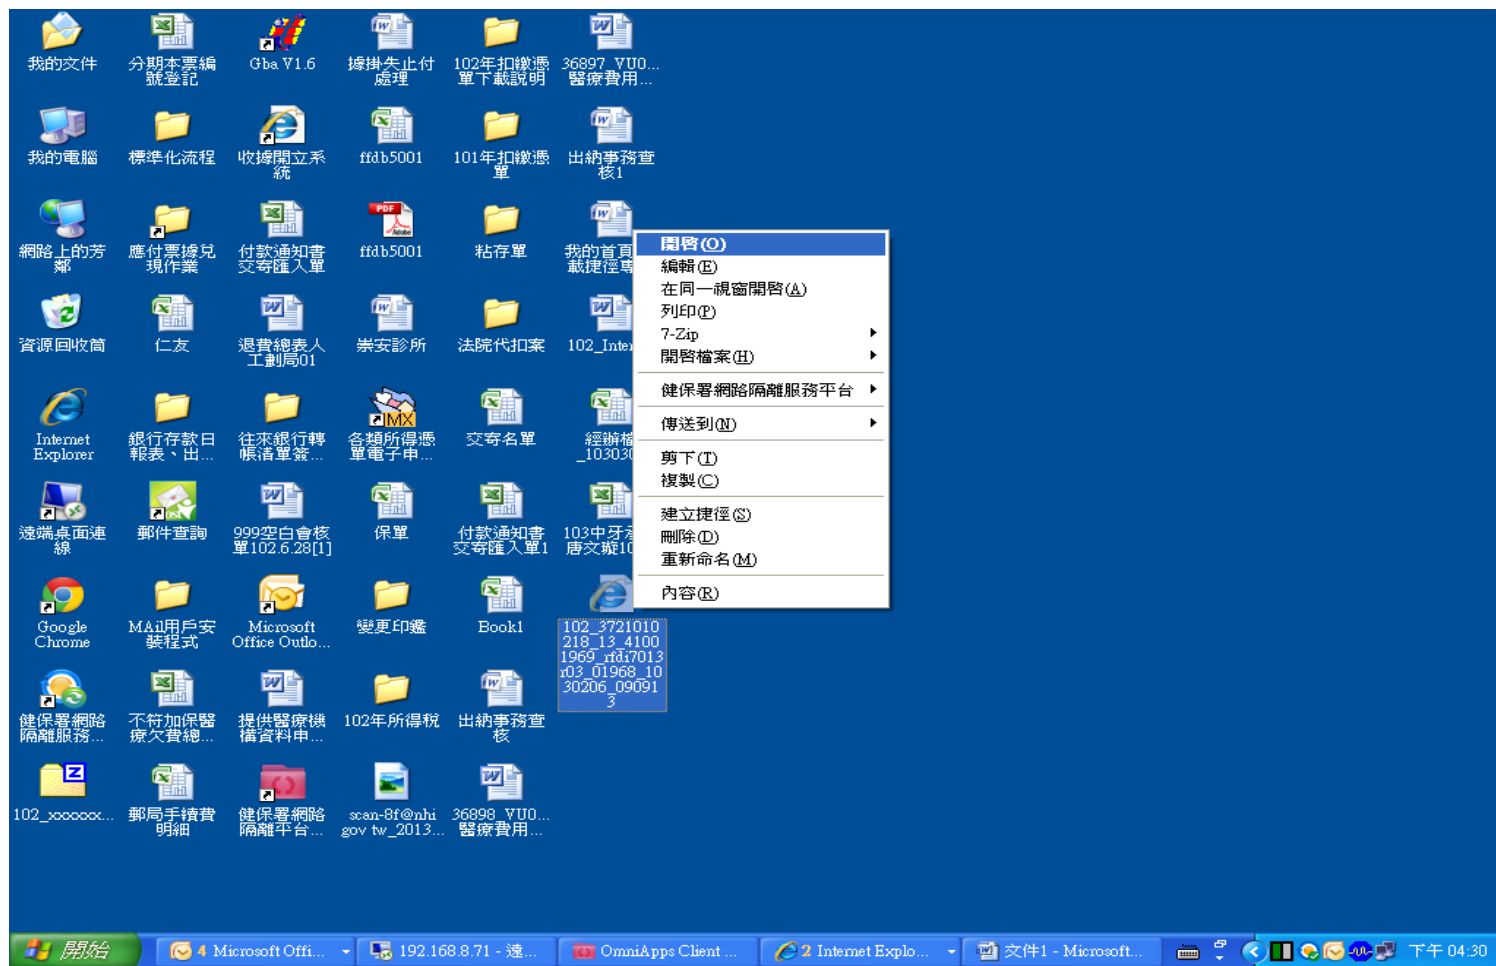 我的文件
分期本票編
號登記
Gba V1.6
據掛失止付
處理
102年扣繳憑
單下載說明
36897_VU0...
醫療費用...
我的電腦
標準化流程
收據開立系
統
ffdb5001
101年扣繳憑
單
出納事務查
核1
網路上的芳
鄰
應付票據兌
現作業
付款通知書
交寄匯入單
PDF
Adobe
ffdb5001
粘存單
我的首頁
載捷徑專
資源回收筒
仁友
退費總表人
工劃局01
崇安診所
法院代扣案
102_Inter
Internet
Explorer
銀行存款日
報表、出...
往來銀行轉
帳清單簽...
IMX
各類所得憑
單電子申...
交寄名單
經辦檔
_103030
遠端桌面連
線
郵件查詢
999空白會核
單102.6.28[1]
保單
付款通知書
交寄匯入單1
103中牙
唐文璇10
Google
Chrome
MAil用戶安
裝程式
Microsoft
Office Outlo...
變更印鑑
Book1
102_3721010
218_13_4100
1969_rfdi7013
r03_01968_10
30206_09091
3
健保署網路
隔離服務...
不符加保醫
療欠費總...
提供醫療機
構資料申...
102年所得稅
出納事務查
核
102_xxxxxx...
郵局手續費
明細
健保署網路
隔離平台...
scan-8f@nhi
gov tw_2013...
36898_VU0...
醫療費用...
開啓(O)
編輯(E)
在同一視窗開啓(A)
列印(P)
7-Zip
開啓檔案(H)
健保署網路隔離服務平台
傳送到(N)
剪下(T)
複製(C)
建立捷徑(S)
刪除(D)
重新命名(M)
內容(R)
開始
4 Microsoft Offi...
192.168.8.71 - 遠...
OmniApps Client ...
2 Internet Explo...
文件1 - Microsoft...
下午 04:30